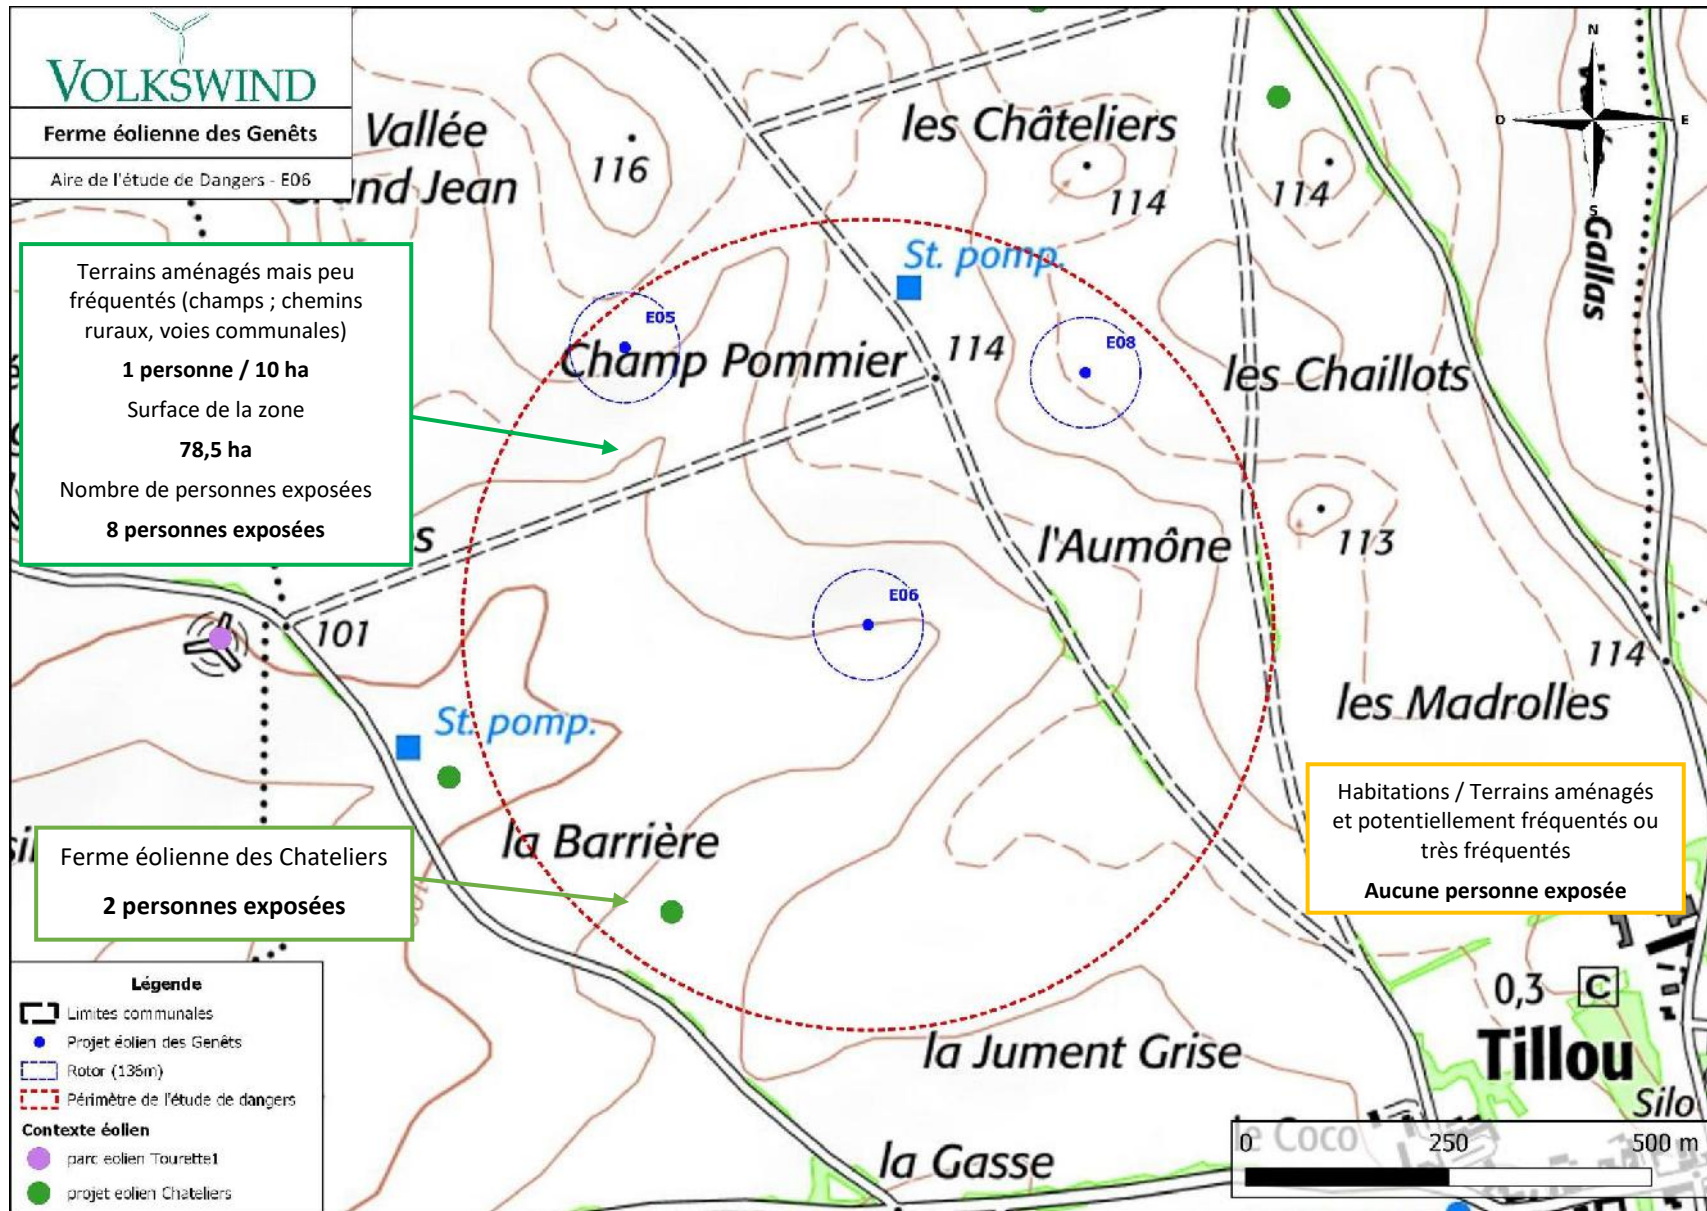 VOLKSWIND
Ferme éolienne des Genêts
Aire de l'étude de Dangers - E06
Vallée
Grand Jean
116
les Châteliers
114
114
N
O
E
S
Gallas
Terrains aménagés mais peu
fréquentés (champs ; chemins
ruraux, voies communales)
1 personne / 10 ha
Surface de la zone
78,5 ha
Nombre de personnes exposées
8 personnes exposées
St. pomp.
E05
Champ Pommier
114
E08
les Chaillots
es
l'Aumône
113
E06
101
114
les Madrolles
St. pomp.
la Barrière
Ferme éolienne des Chateliers
2 personnes exposées
Habitations / Terrains aménagés
et potentiellement fréquentés ou
très fréquentés
Aucune personne exposée
0,3 C
Tillou
Silo
la Jument Grise
le Coco
la Gasse
0 250 500 m
Légende
Limites communales
Projet éolien des Genêts
Rotor (136m)
Périmètre de l'étude de dangers
Contexte éolien
parc eolien Tourette1
projet eolien Chateliers